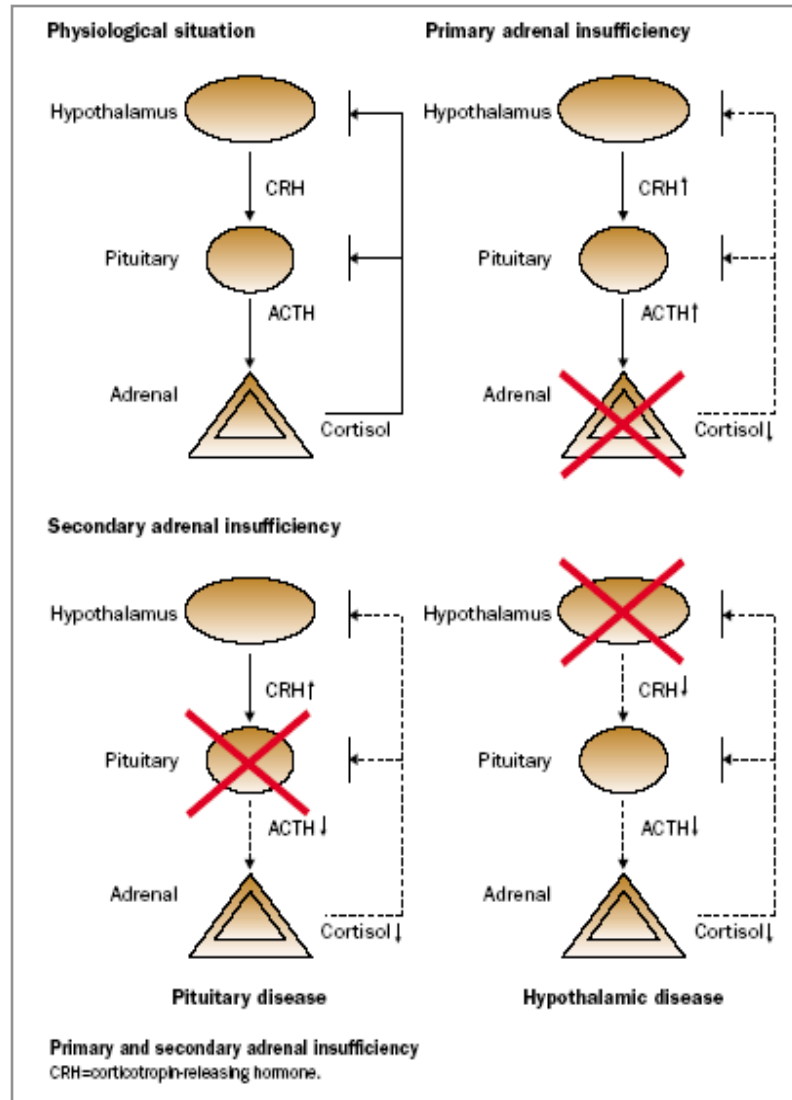 Physiological situation
Hypothalamus
CRH
Pituitary
ACTH
Adrenal
Cortisol
Primary adrenal insufficiency
Hypothalamus
CRH↑
Pituitary
ACTH↑
Adrenal
Cortisol↓
Secondary adrenal insufficiency
Hypothalamus
CRH↑
Pituitary
ACTH↓
Adrenal
Cortisol↓
Pituitary disease
Hypothalamus
CRH↓
Pituitary
ACTH↓
Adrenal
Cortisol↓
Hypothalamic disease
Primary and secondary adrenal insufficiency
CRH=corticotropin-releasing hormone.